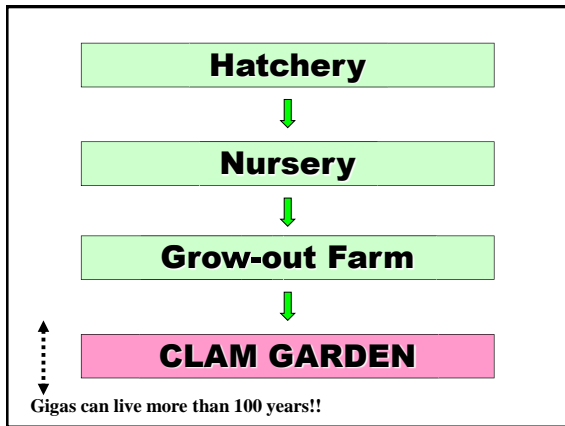 Hatchery
Nursery
Grow-out Farm
CLAM GARDEN
Gigas can live more than 100 years!!